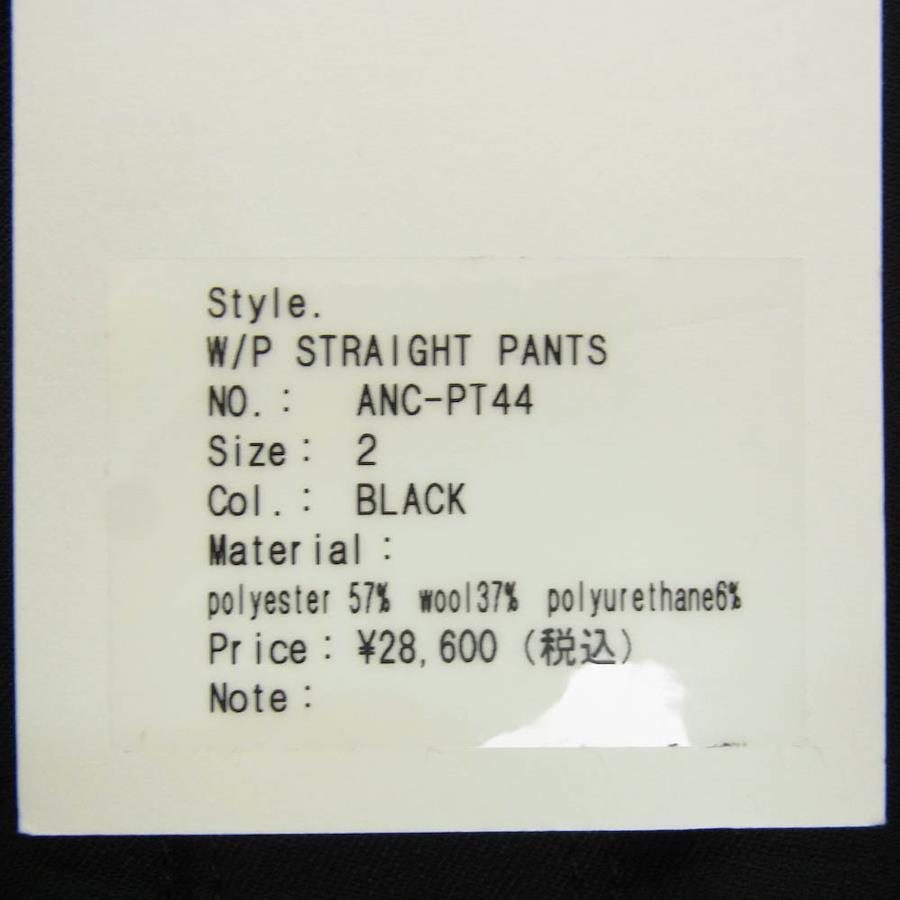 Style.
W/P STRAIGHT PANTS
NO.: ANC-PT44
Size: 2
Col.: BLACK
Material:
polyester 57% wool37% polyurethane6%
Price: ¥28,600 (税込)
Note: